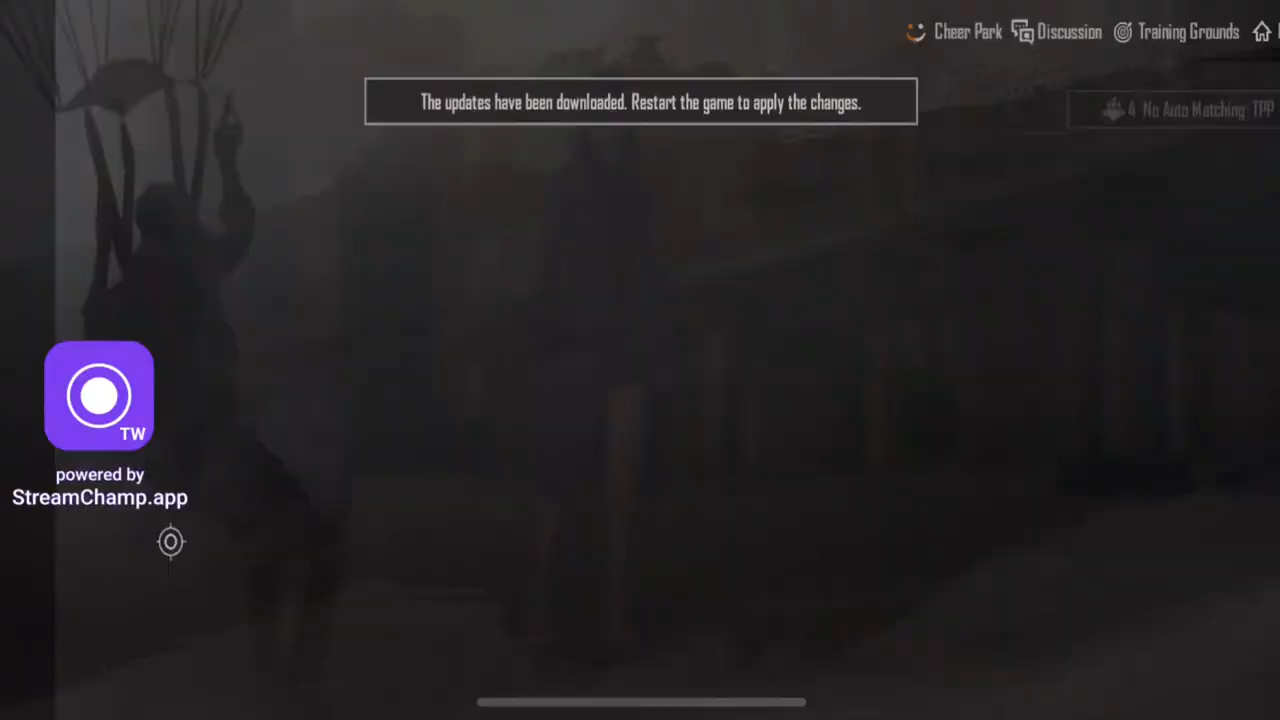 Cheer Park
Discussion
Training Grounds
The updates have been downloaded. Restart the game to apply the changes.
4 No Auto Matching: TPP
TW
powered by
StreamChamp.app